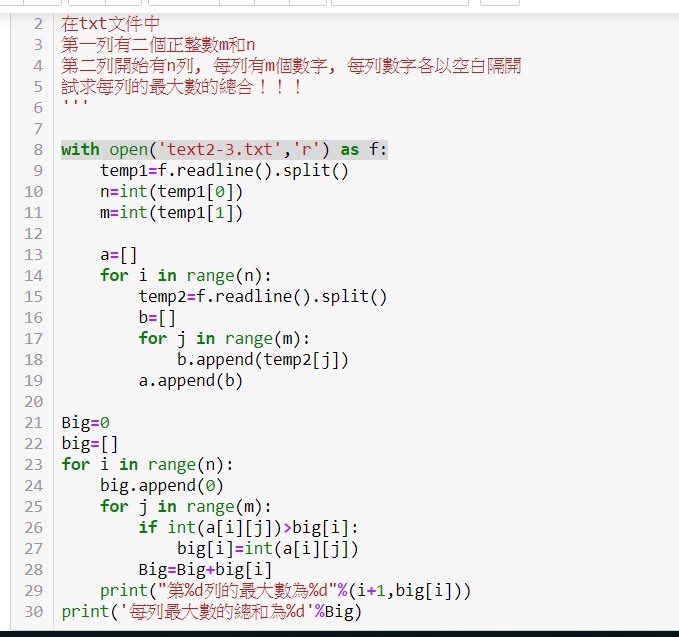 2 在txt文件中
3 第一列有二個正整數m和n
4 第二列開始有n列, 每列有m個數字, 每列數字各以空白隔開
5 試求每列的最大數的總合！！！
6 '''
7
8 with open('text2-3.txt','r') as f:
9     temp1=f.readline().split()
10     n=int(temp1[0])
11     m=int(temp1[1])
12
13     a=[]
14     for i in range(n):
15         temp2=f.readline().split()
16         b=[]
17         for j in range(m):
18             b.append(temp2[j])
19         a.append(b)
20
21 Big=0
22 big=[]
23 for i in range(n):
24     big.append(0)
25     for j in range(m):
26         if int(a[i][j])>big[i]:
27             big[i]=int(a[i][j])
28         Big=Big+big[i]
29     print("第%d列的最大數為%d"%(i+1,big[i]))
30 print('每列最大數的總和為%d'%Big)